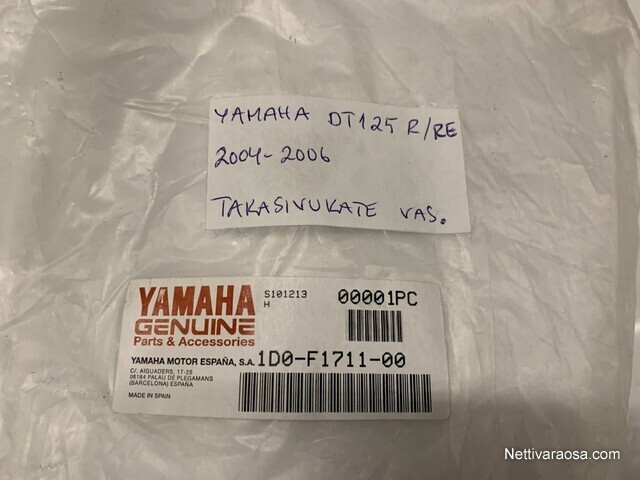 YAMAHA DT125 R/RE
2004-2006
TAKASIVUKATE VAS.
YAMAHA
GENUINE
Parts & Accessories
S101213
H
00001PC
YAMAHA MOTOR ESPAÑA, S.A.
1D0-F1711-00
C/. AIGUADERS, 17-25
08184 PALAU DE PLEGAMANS
(BARCELONA) ESPAÑA
MADE IN SPAIN
Nettivaraosa.com